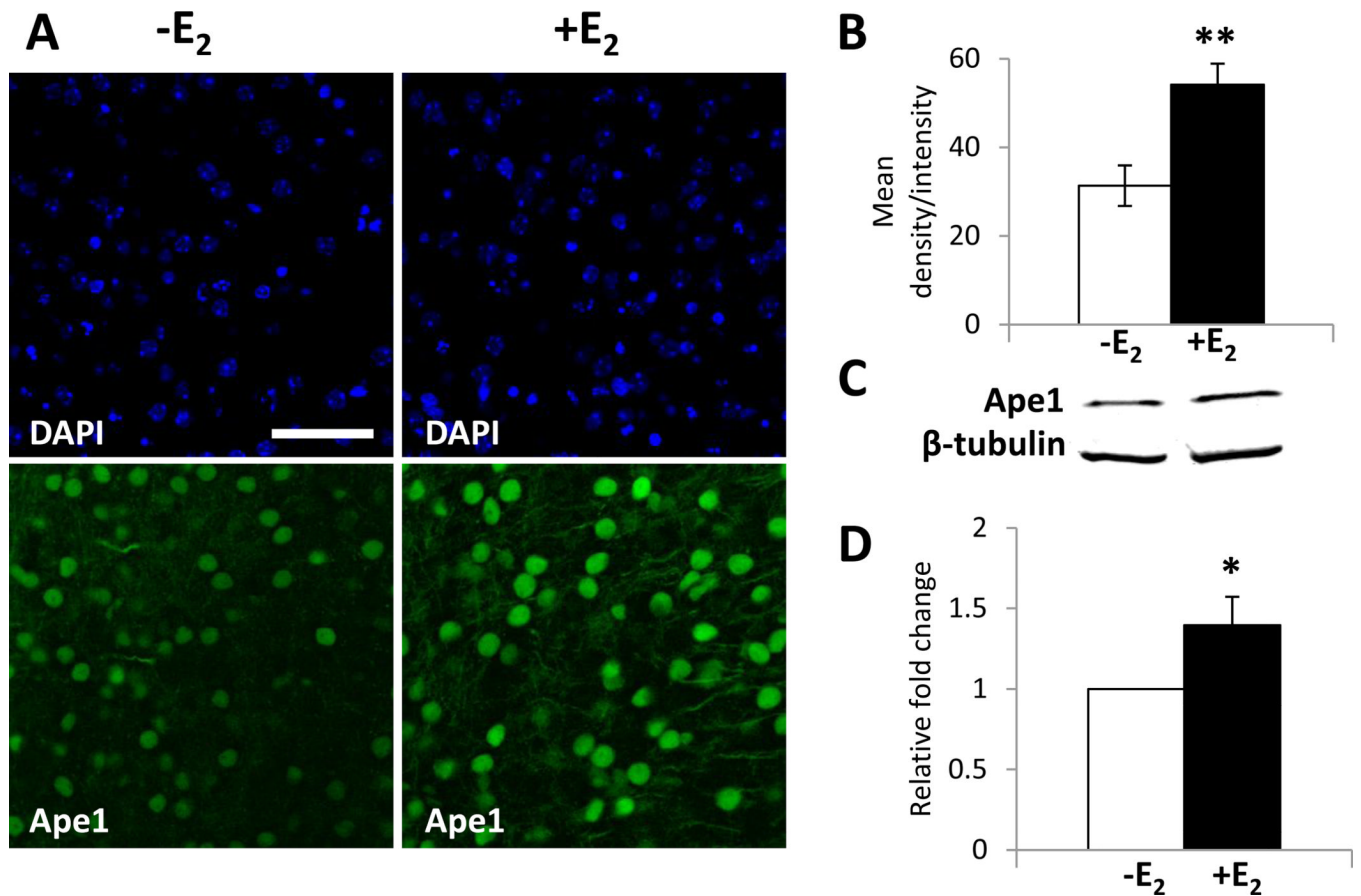 A
-E₂
+E₂
DAPI
DAPI
Ape1
Ape1
B
**
Mean
density/intensity
60
40
20
0
-E₂
+E₂
C
Ape1
β-tubulin
D
*
Relative fold change
2
1.5
1
0.5
0
-E₂
+E₂